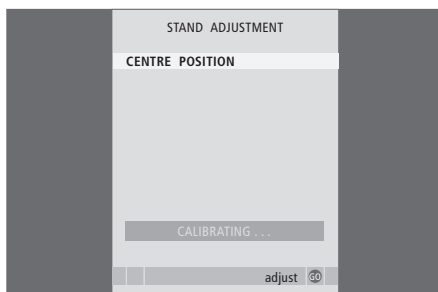 STAND ADJUSTMENT
CENTRE POSITION
CALIBRATING . . .
adjust GO